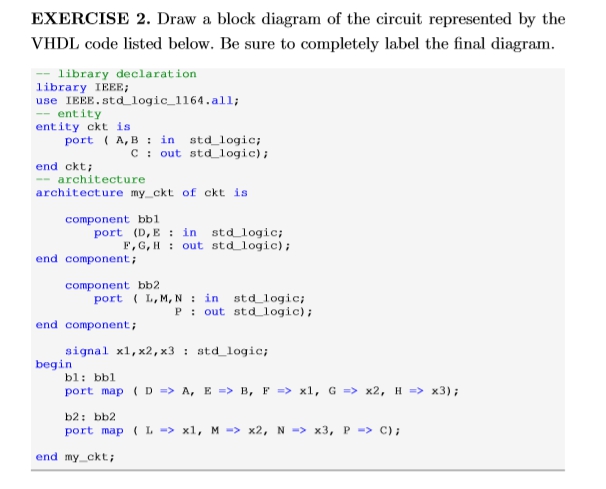 EXERCISE 2. Draw a block diagram of the circuit represented by the
VHDL code listed below. Be sure to completely label the final diagram.
-- library declaration
library IEEE;
use IEEE.std_logic_1164.all;
-- entity
entity ckt is
    port ( A,B : in  std_logic;
             C : out std_logic);
end ckt;
-- architecture
architecture my_ckt of ckt is
    component bb1
        port (D,E : in  std_logic;
            F,G,H : out std_logic);
end component;
    component bb2
        port ( L,M,N : in  std_logic;
                   P : out std_logic);
end component;
    signal x1,x2,x3 : std_logic;
begin
    b1: bb1
    port map ( D => A, E => B, F => x1, G => x2, H => x3);
    b2: bb2
    port map ( L => x1, M => x2, N => x3, P => C);
end my_ckt;